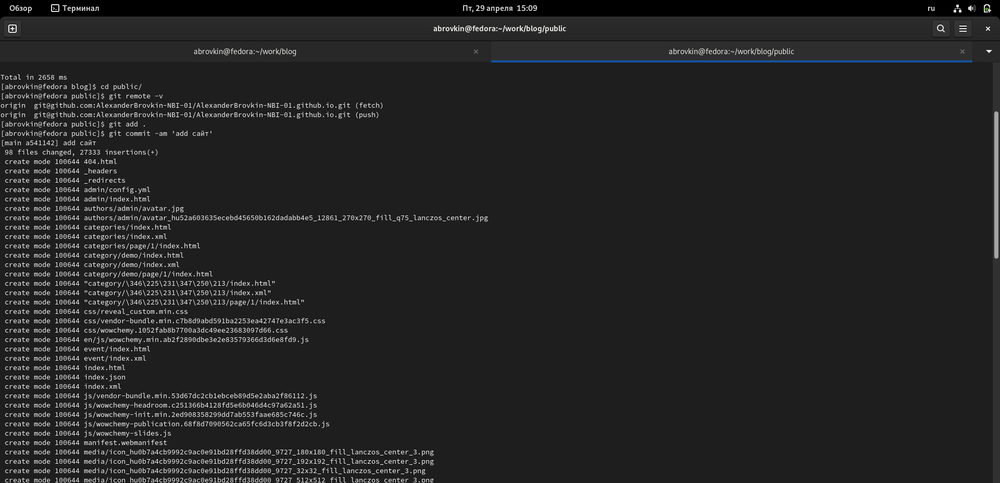 Обзор
Терминал
Пт, 29 апреля 15:09
ru
abrovkin@fedora:~/work/blog/public
abrovkin@fedora:~/work/blog
abrovkin@fedora:~/work/blog/public
Total in 2658 ms
[abrovkin@fedora blog]$ cd public/
[abrovkin@fedora public]$ git remote -v
origin  git@github.com:AlexanderBrovkin-NBI-01/AlexanderBrovkin-NBI-01.github.io.git (fetch)
origin  git@github.com:AlexanderBrovkin-NBI-01/AlexanderBrovkin-NBI-01.github.io.git (push)
[abrovkin@fedora public]$ git add .
[abrovkin@fedora public]$ git commit -am 'add сайт'
[main a541142] add сайт
 98 files changed, 27333 insertions(+)
 create mode 100644 404.html
 create mode 100644 _headers
 create mode 100644 _redirects
 create mode 100644 admin/config.yml
 create mode 100644 admin/index.html
 create mode 100644 authors/admin/avatar.jpg
 create mode 100644 authors/admin/avatar_hu52a603635ecebd45650b162dadabb4e5_12861_270x270_fill_q75_lanczos_center.jpg
 create mode 100644 categories/index.html
 create mode 100644 categories/index.xml
 create mode 100644 categories/page/1/index.html
 create mode 100644 category/demo/index.html
 create mode 100644 category/demo/index.xml
 create mode 100644 category/demo/page/1/index.html
 create mode 100644 "category/\346\225\231\347\250\213/index.html"
 create mode 100644 "category/\346\225\231\347\250\213/index.xml"
 create mode 100644 "category/\346\225\231\347\250\213/page/1/index.html"
 create mode 100644 css/reveal_custom.min.css
 create mode 100644 css/vendor-bundle.min.c7b8d9abd591ba2253ea42747e3ac3f5.css
 create mode 100644 css/wowchemy.1052fab8b7700a3dc49ee23683097d66.css
 create mode 100644 en/js/wowchemy.min.ab2f2890dbe3e2e83579366d3d6e8fd9.js
 create mode 100644 event/index.html
 create mode 100644 event/index.xml
 create mode 100644 index.html
 create mode 100644 index.json
 create mode 100644 index.xml
 create mode 100644 js/vendor-bundle.min.53d67dc2cb1ebceb89d5e2aba2f86112.js
 create mode 100644 js/wowchemy-headroom.c251366b4128fd5e6b046d4c97a62a51.js
 create mode 100644 js/wowchemy-init.min.2ed908358299dd7ab553faae685c746c.js
 create mode 100644 js/wowchemy-publication.68f8d7090562ca65fc6d3cb3f8f2d2cb.js
 create mode 100644 js/wowchemy-slides.js
 create mode 100644 manifest.webmanifest
 create mode 100644 media/icon_hu0b7a4cb9992c9ac0e91bd28ffd38dd00_9727_180x180_fill_lanczos_center_3.png
 create mode 100644 media/icon_hu0b7a4cb9992c9ac0e91bd28ffd38dd00_9727_192x192_fill_lanczos_center_3.png
 create mode 100644 media/icon_hu0b7a4cb9992c9ac0e91bd28ffd38dd00_9727_32x32_fill_lanczos_center_3.png
 create mode 100644 media/icon_hu0b7a4cb9992c9ac0e91bd28ffd38dd00_9727_512x512_fill_lanczos_center_3.png